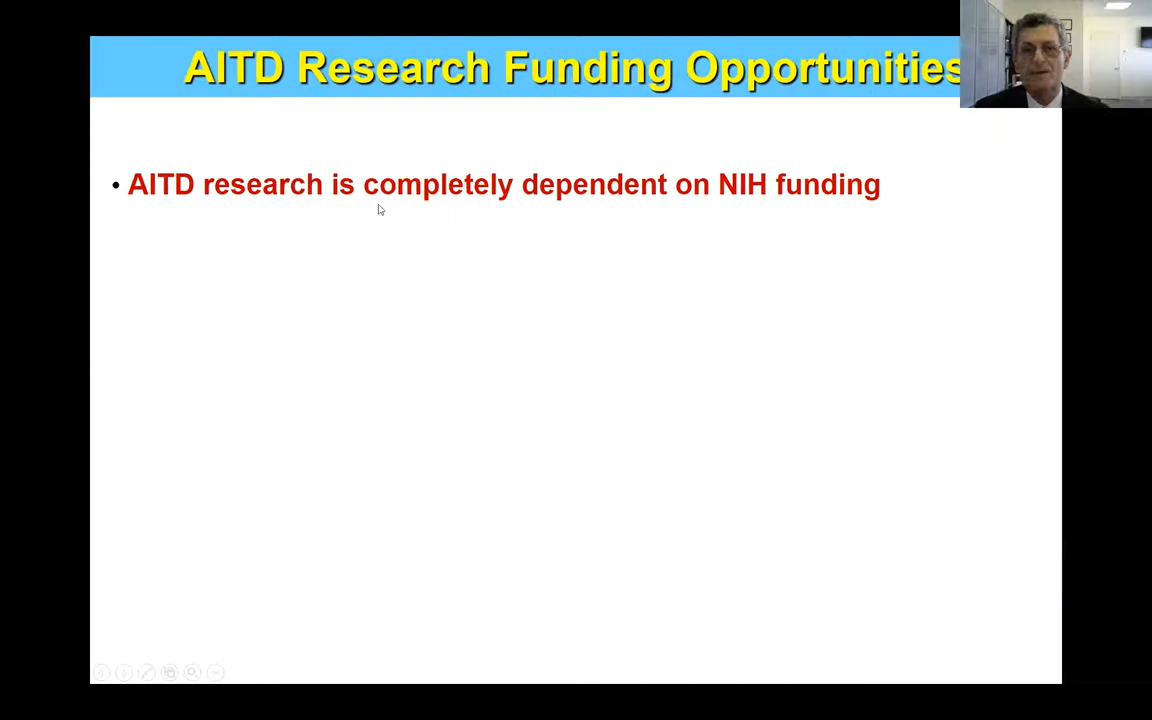 AITD Research Funding Opportunities
• AITD research is completely dependent on NIH funding